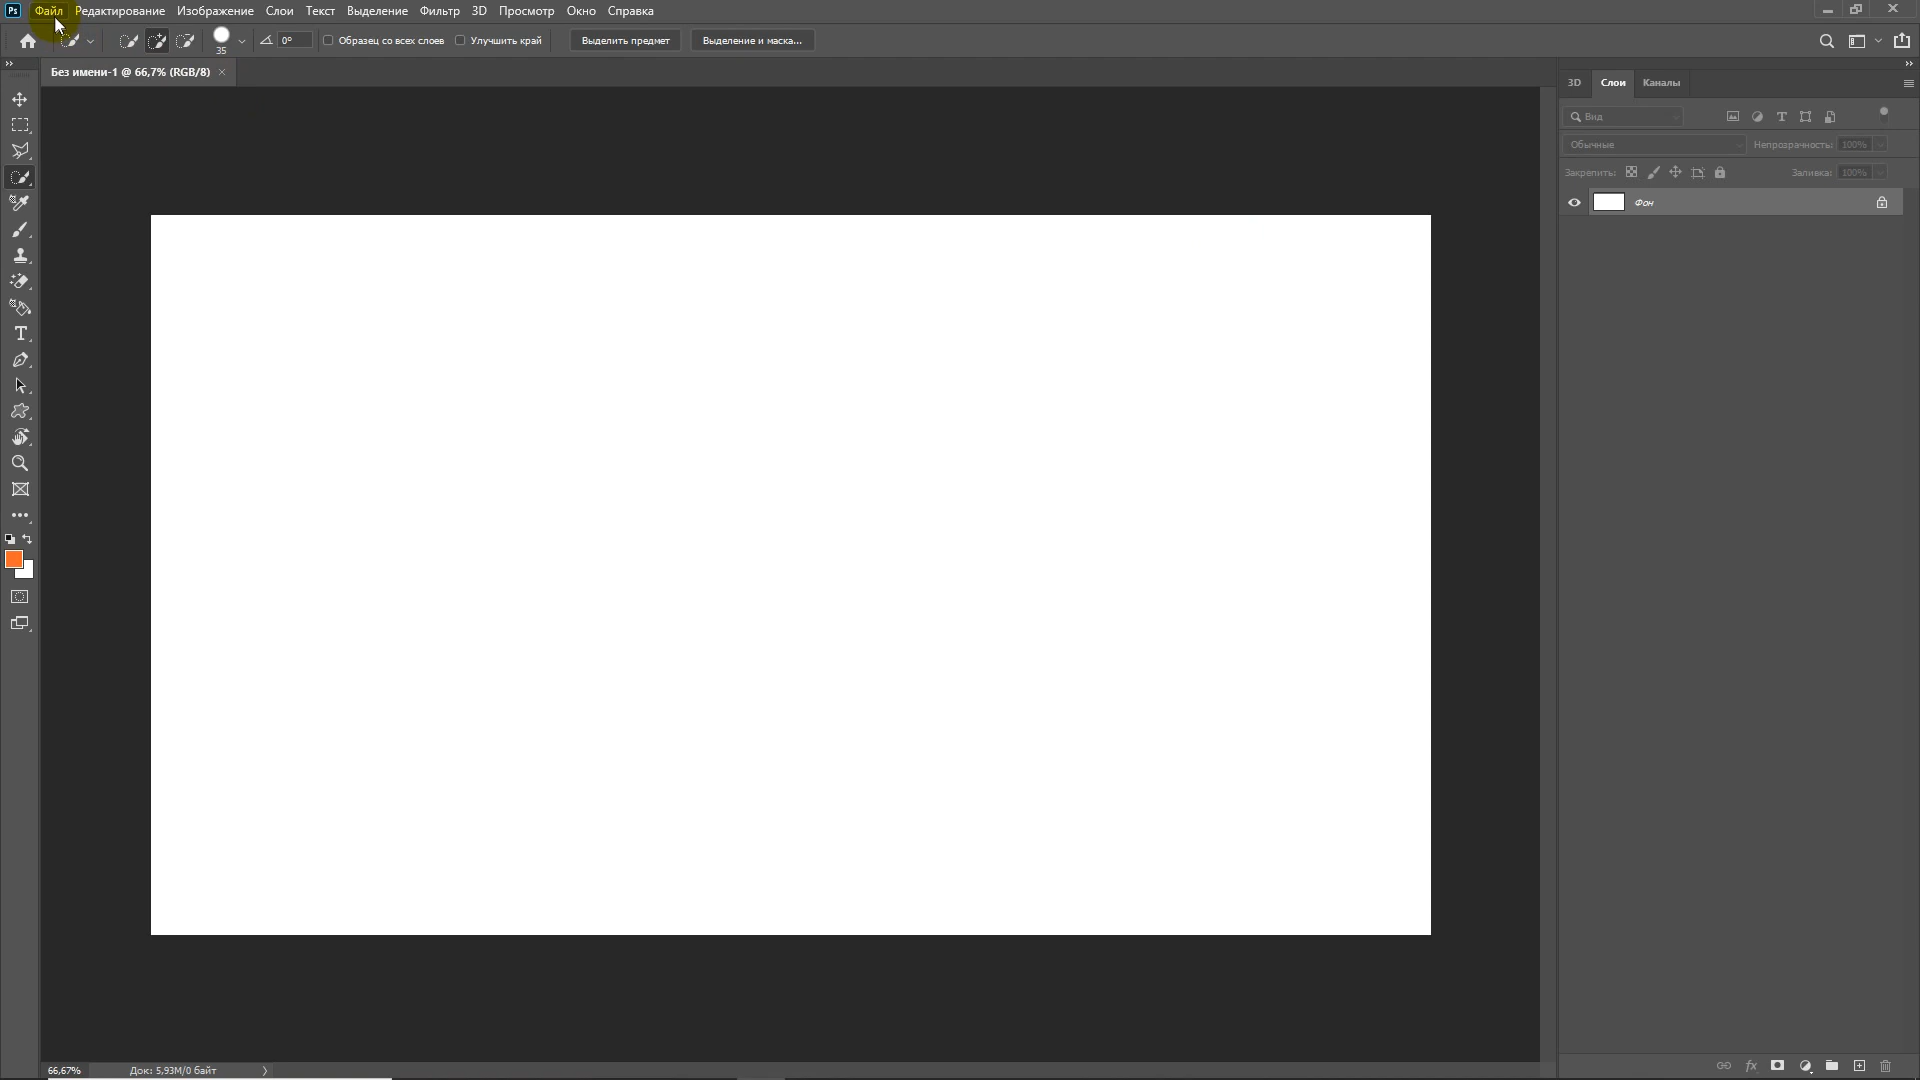 Ps Файл Редактирование Изображение Слои Текст Выделение Фильтр 3D Просмотр Окно Справка
35 0° Образец со всех слоев Улучшить край Выделить предмет Выделение и маска...
Без имени-1 @ 66,7% (RGB/8)
3D Слои Каналы
Вид
Обычные Непрозрачность: 100%
Закрепить: Заливка: 100%
Фон
66,67% Док: 5,93M/0 байт
fx